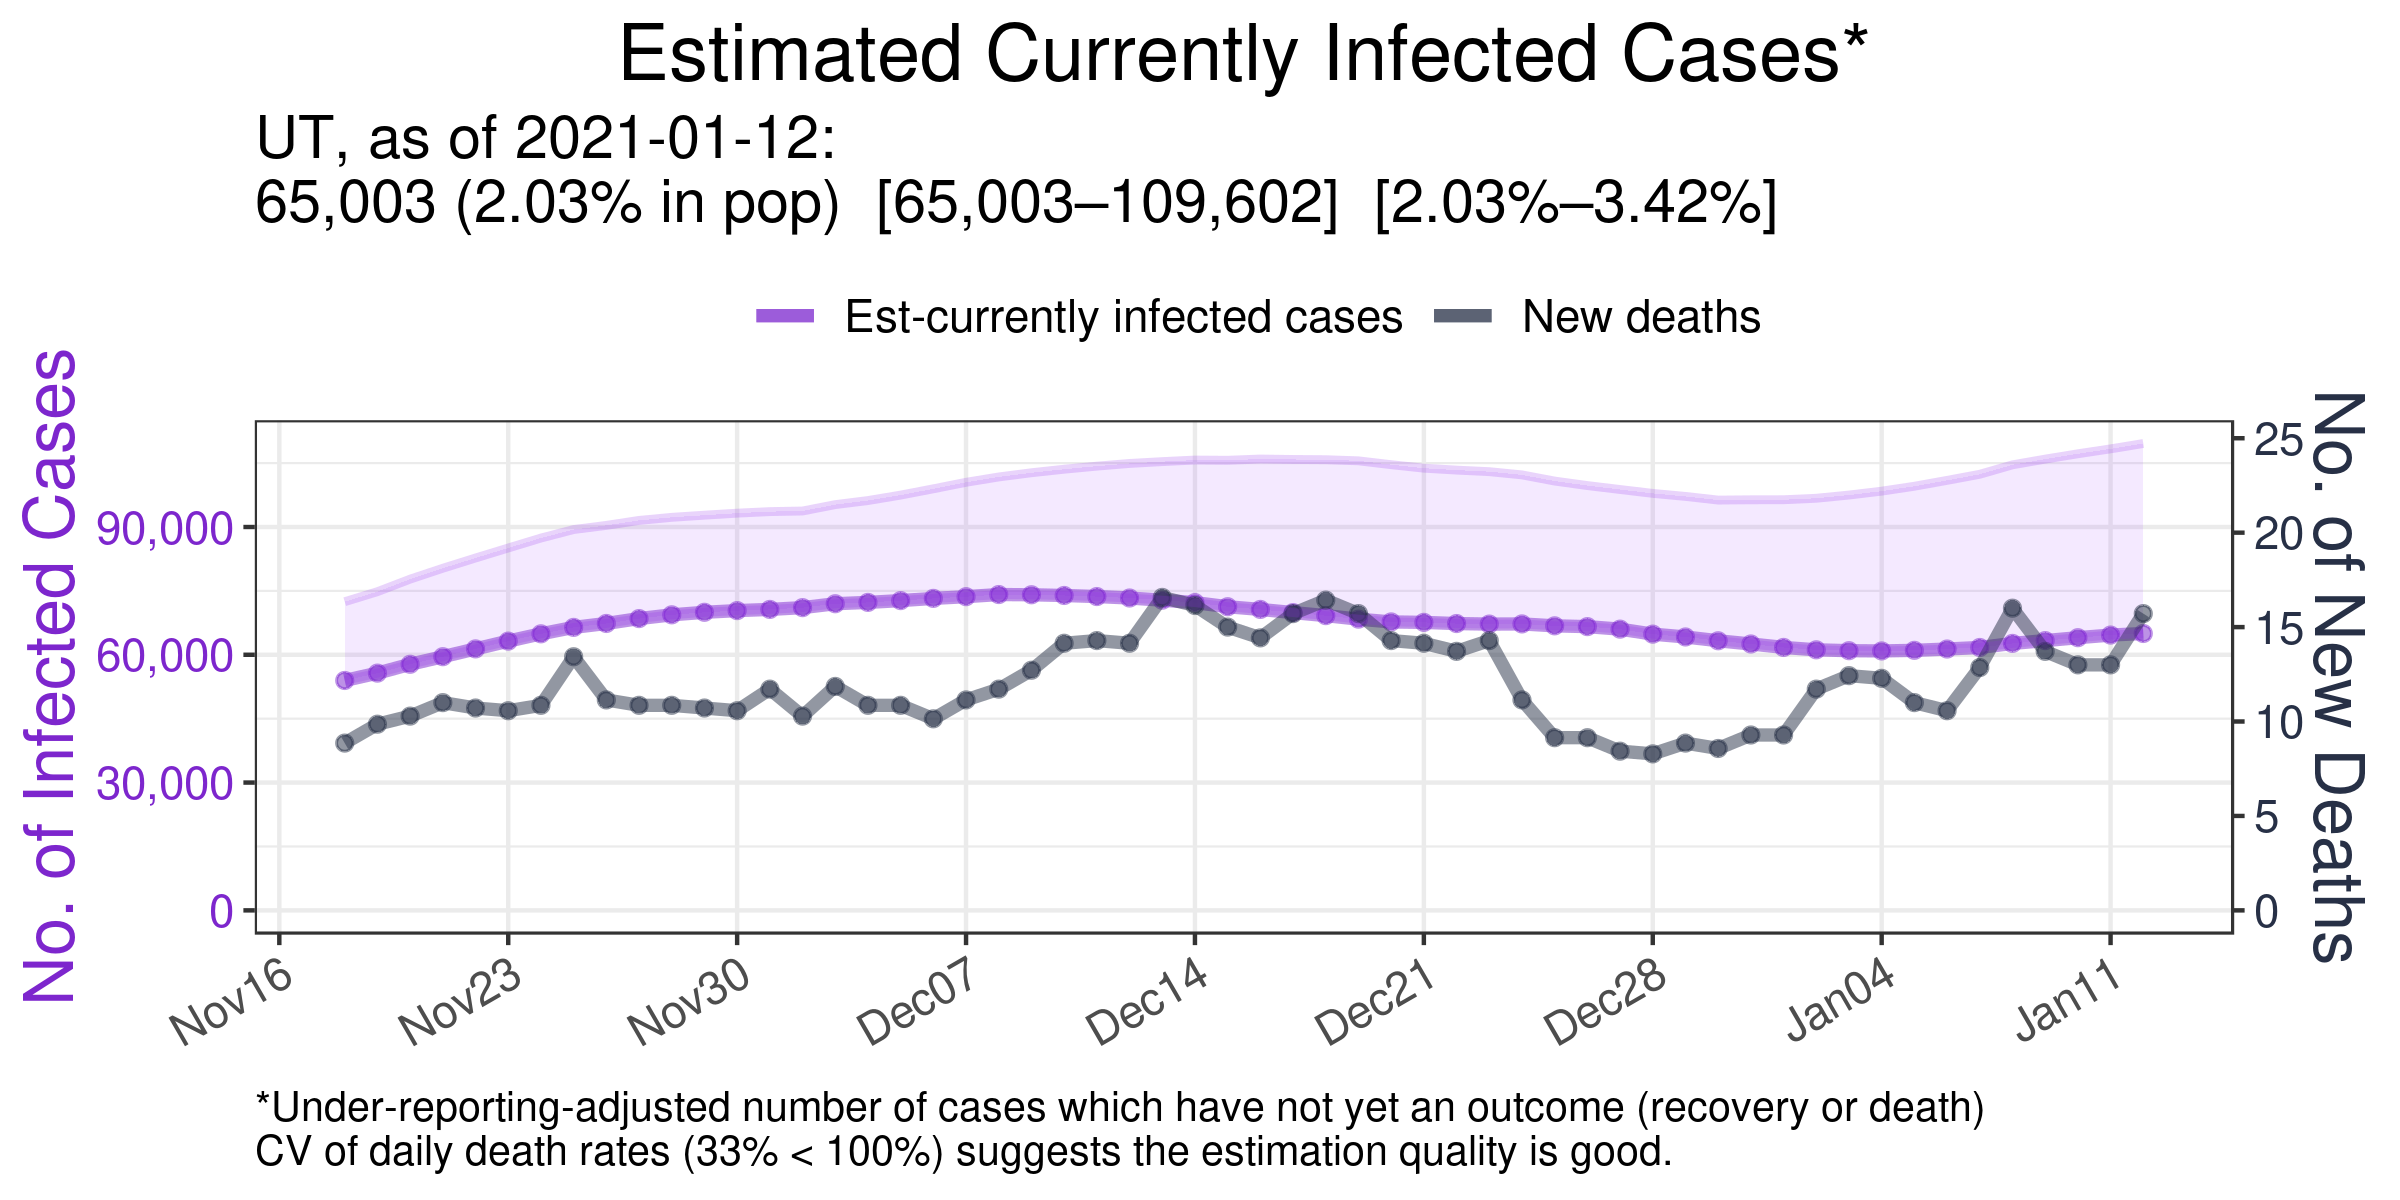 Estimated Currently Infected Cases*
UT, as of 2021-01-12:
65,003 (2.03% in pop)  [65,003–109,602]  [2.03%–3.42%]
Est-currently infected cases
New deaths
No. of Infected Cases
90,000
60,000
30,000
0
25
20
15
10
5
0
No. of New Deaths
Nov16
Nov23
Nov30
Dec07
Dec14
Dec21
Dec28
Jan04
Jan11
*Under-reporting-adjusted number of cases which have not yet an outcome (recovery or death)
CV of daily death rates (33% < 100%) suggests the estimation quality is good.